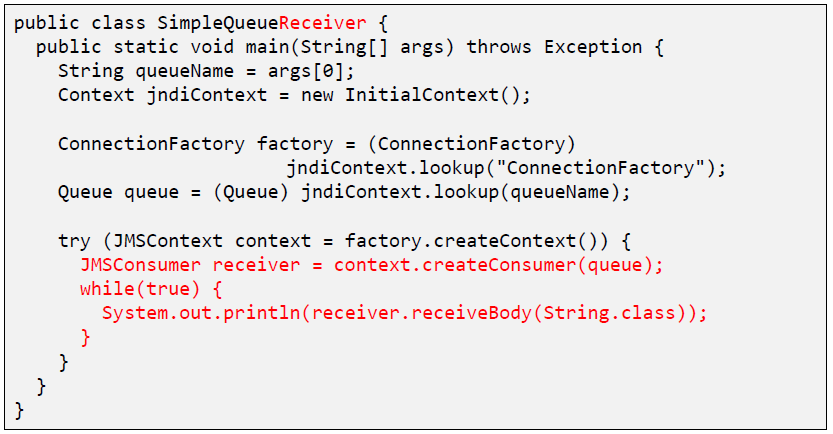 public class SimpleQueueReceiver {
  public static void main(String[] args) throws Exception {
    String queueName = args[0];
    Context jndiContext = new InitialContext();

    ConnectionFactory factory = (ConnectionFactory)
                         jndiContext.lookup("ConnectionFactory");
    Queue queue = (Queue) jndiContext.lookup(queueName);

    try (JMSContext context = factory.createContext()) {
      JMSConsumer receiver = context.createConsumer(queue);
      while(true) {
        System.out.println(receiver.receiveBody(String.class));
      }
    }
  }
}